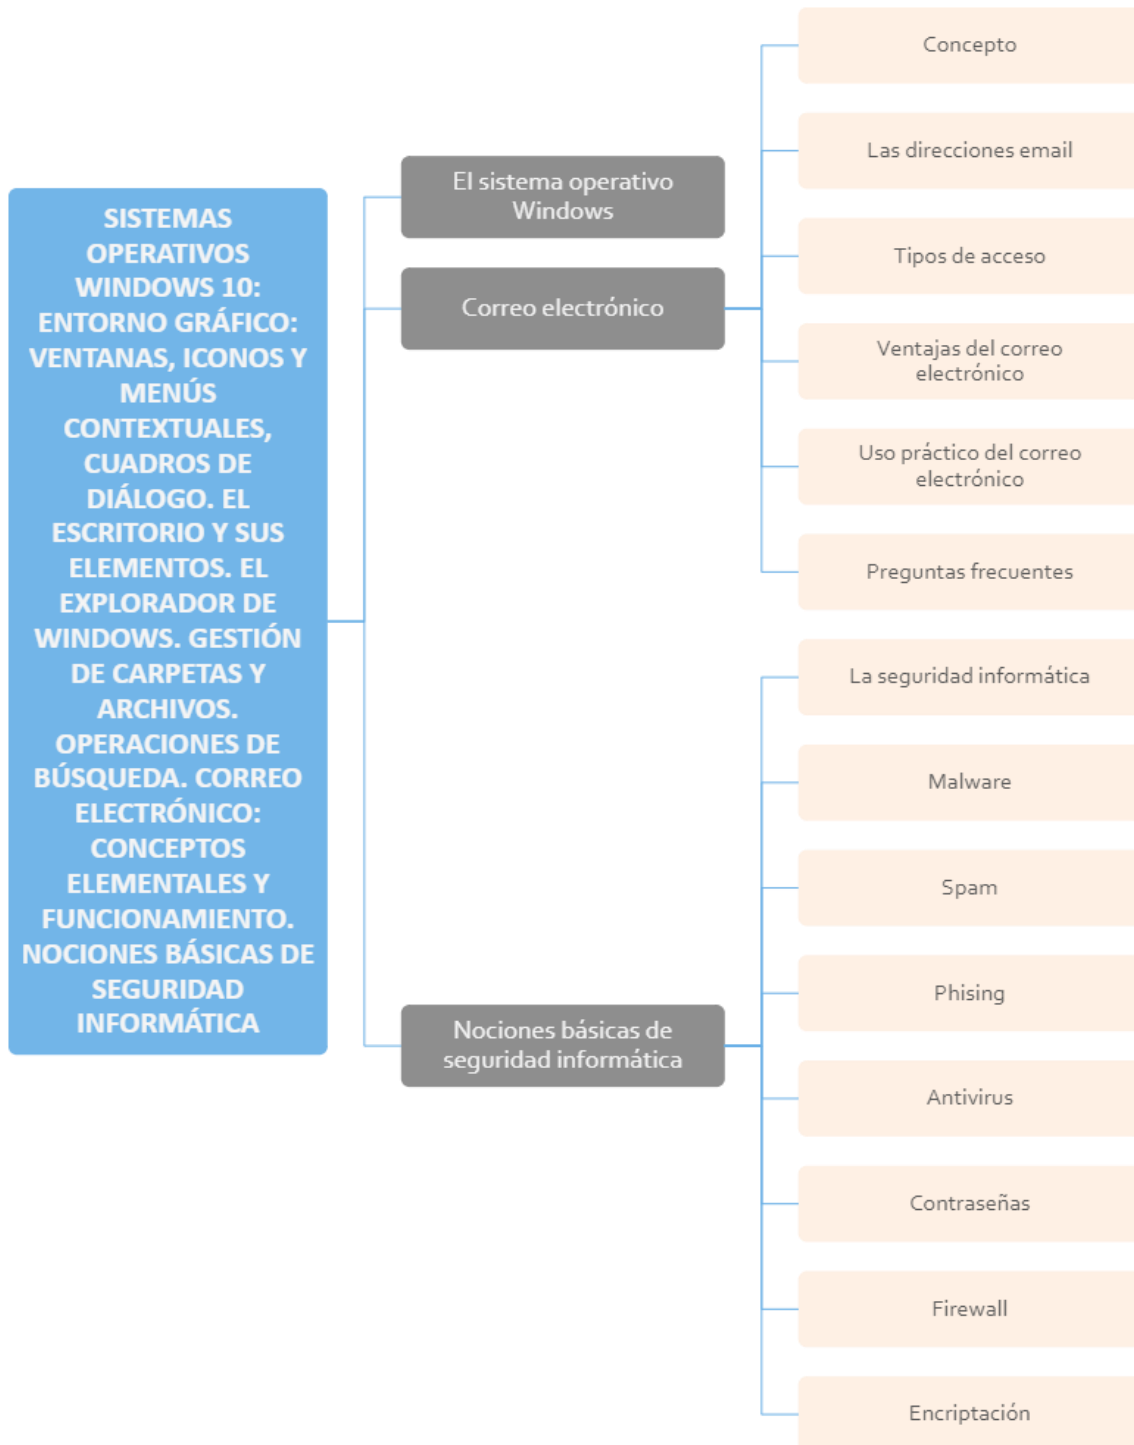 SISTEMAS
OPERATIVOS
WINDOWS 10:
ENTORNO GRÁFICO:
VENTANAS, ICONOS Y
MENÚS
CONTEXTUALES,
CUADROS DE
DIÁLOGO. EL
ESCRITORIO Y SUS
ELEMENTOS. EL
EXPLORADOR DE
WINDOWS. GESTIÓN
DE CARPETAS Y
ARCHIVOS.
OPERACIONES DE
BÚSQUEDA. CORREO
ELECTRÓNICO:
CONCEPTOS
ELEMENTALES Y
FUNCIONAMIENTO.
NOCIONES BÁSICAS DE
SEGURIDAD
INFORMÁTICA
El sistema operativo
Windows
Correo electrónico
Concepto
Las direcciones email
Tipos de acceso
Ventajas del correo
electrónico
Uso práctico del correo
electrónico
Preguntas frecuentes
Nociones básicas de
seguridad informática
La seguridad informática
Malware
Spam
Phising
Antivirus
Contraseñas
Firewall
Encriptación